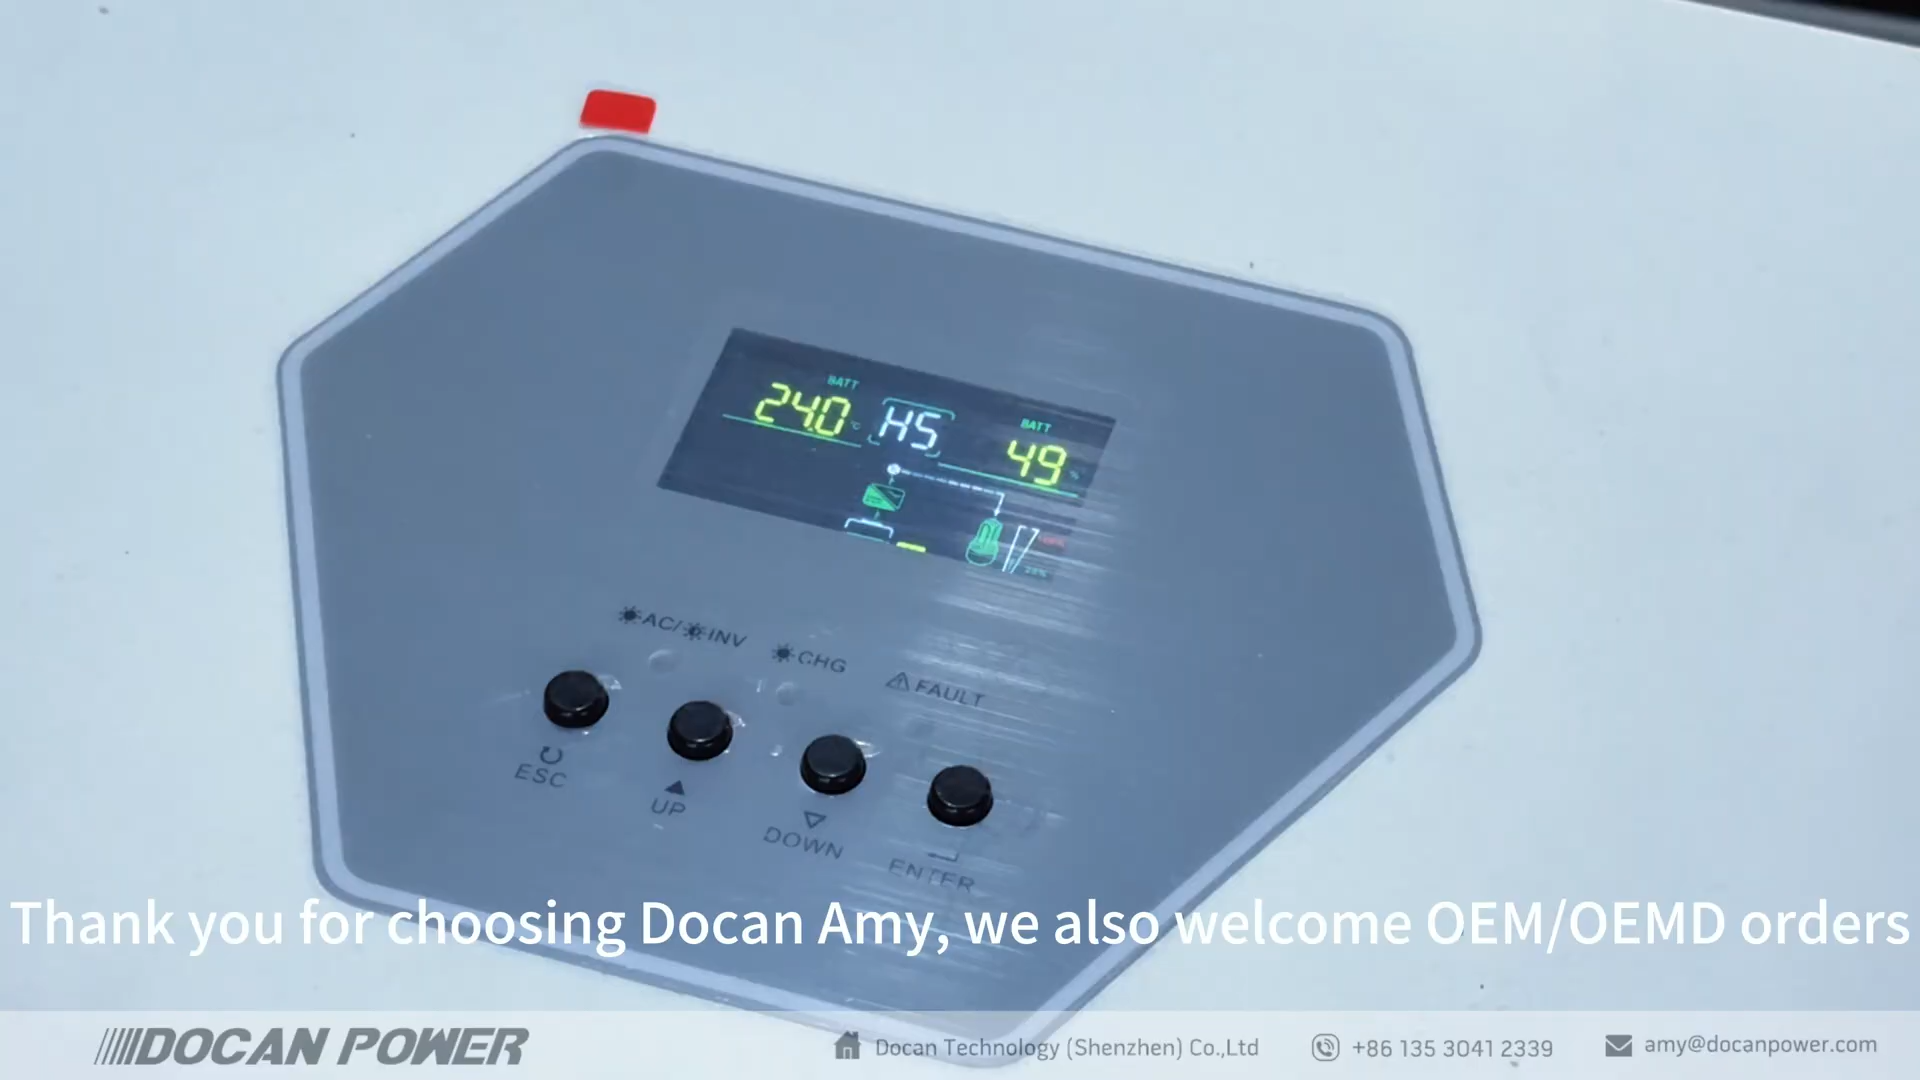 BATT
24.0 °C
HS
BATT
49 %
25%
AC/ INV
CHG
FAULT
ESC
UP
DOWN
ENTER
Thank you for choosing Docan Amy, we also welcome OEM/OEMD orders
DOCAN POWER
Docan Technology (Shenzhen) Co.,Ltd
+86 135 3041 2339
amy@docanpower.com